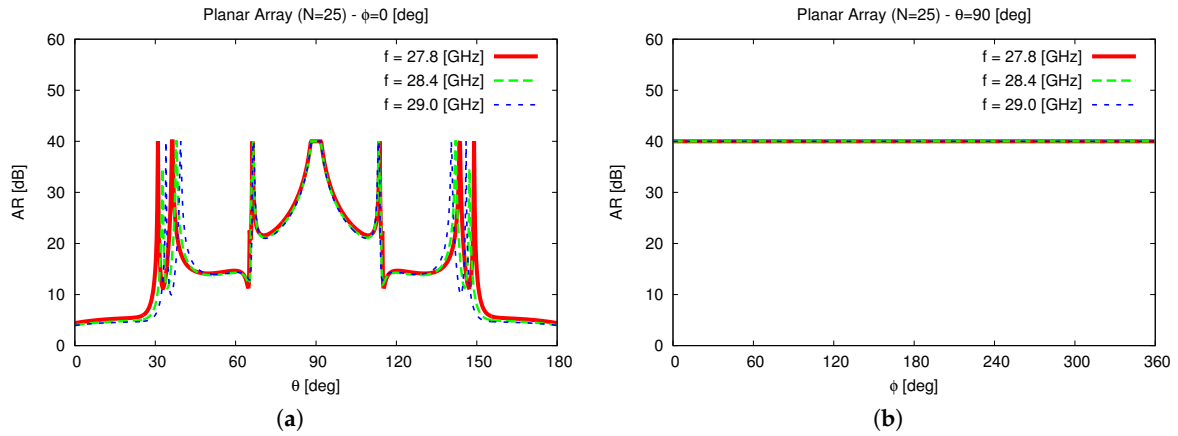 Planar Array (N=25) - ϕ=0 [deg]
60
50
40
30
20
10
0
AR [dB]
f = 27.8 [GHz]
f = 28.4 [GHz]
f = 29.0 [GHz]
0 30 60 90 120 150 180
θ [deg]
(a)
Planar Array (N=25) - θ=90 [deg]
60
50
40
30
20
10
0
AR [dB]
f = 27.8 [GHz]
f = 28.4 [GHz]
f = 29.0 [GHz]
0 60 120 180 240 300 360
ϕ [deg]
(b)